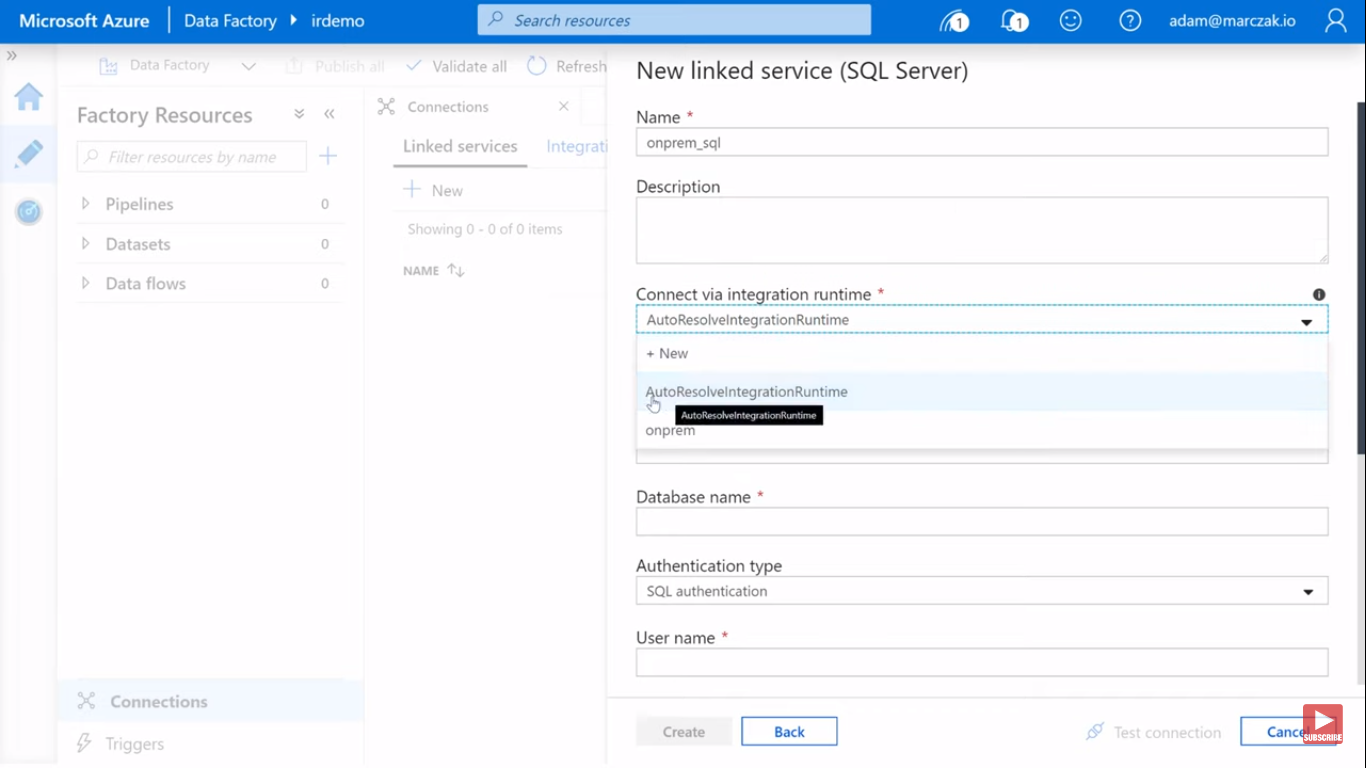 Microsoft Azure Data Factory irdemo Search resources 1 1 adam@marczak.io
Data Factory Publish all Validate all Refresh
Factory Resources
Filter resources by name
Pipelines 0
Datasets 0
Data flows 0
Connections
Triggers
Connections
Linked services Integrati
New
Showing 0 - 0 of 0 items
NAME
New linked service (SQL Server)
Name *
onprem_sql
Description
Connect via integration runtime *
AutoResolveIntegrationRuntime
+ New
AutoResolveIntegrationRuntime
AutoResolveIntegrationRuntime
onprem
Database name *
Authentication type
SQL authentication
User name *
Create Back Test connection Cancel
SUBSCRIBE